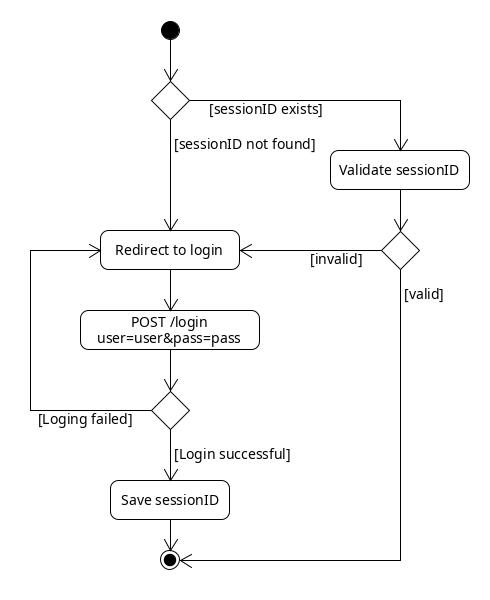 [sessionID exists]
[sessionID not found]
Validate sessionID
Redirect to login
[invalid]
[valid]
POST /login
user=user&pass=pass
[Loging failed]
[Login successful]
Save sessionID